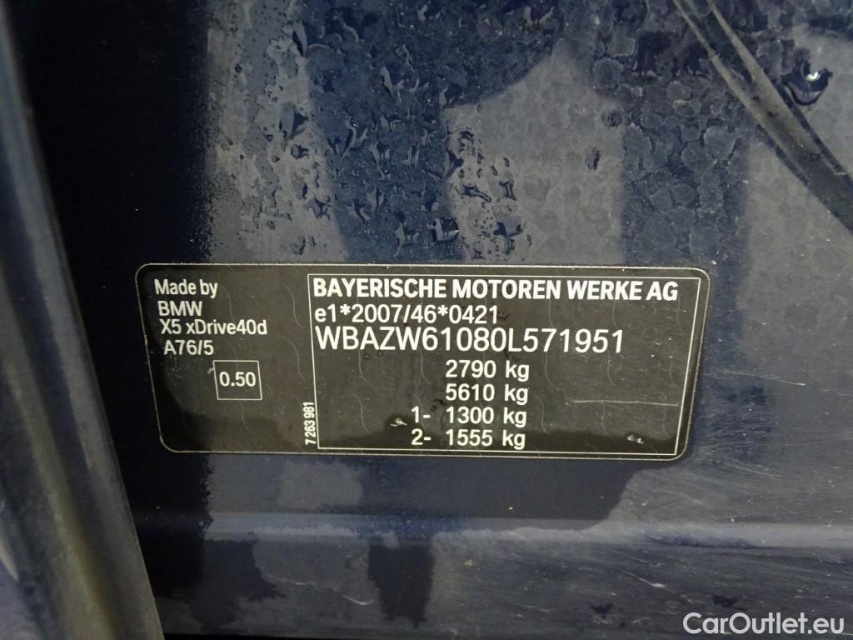 Made by
BMW
X5 xDrive40d
A76/5
0.50
7 263 981
BAYERISCHE MOTOREN WERKE AG
e1*2007/46*0421
WBAZW61080L571951
2790 kg
5610 kg
1- 1300 kg
2- 1555 kg
CarOutlet.eu